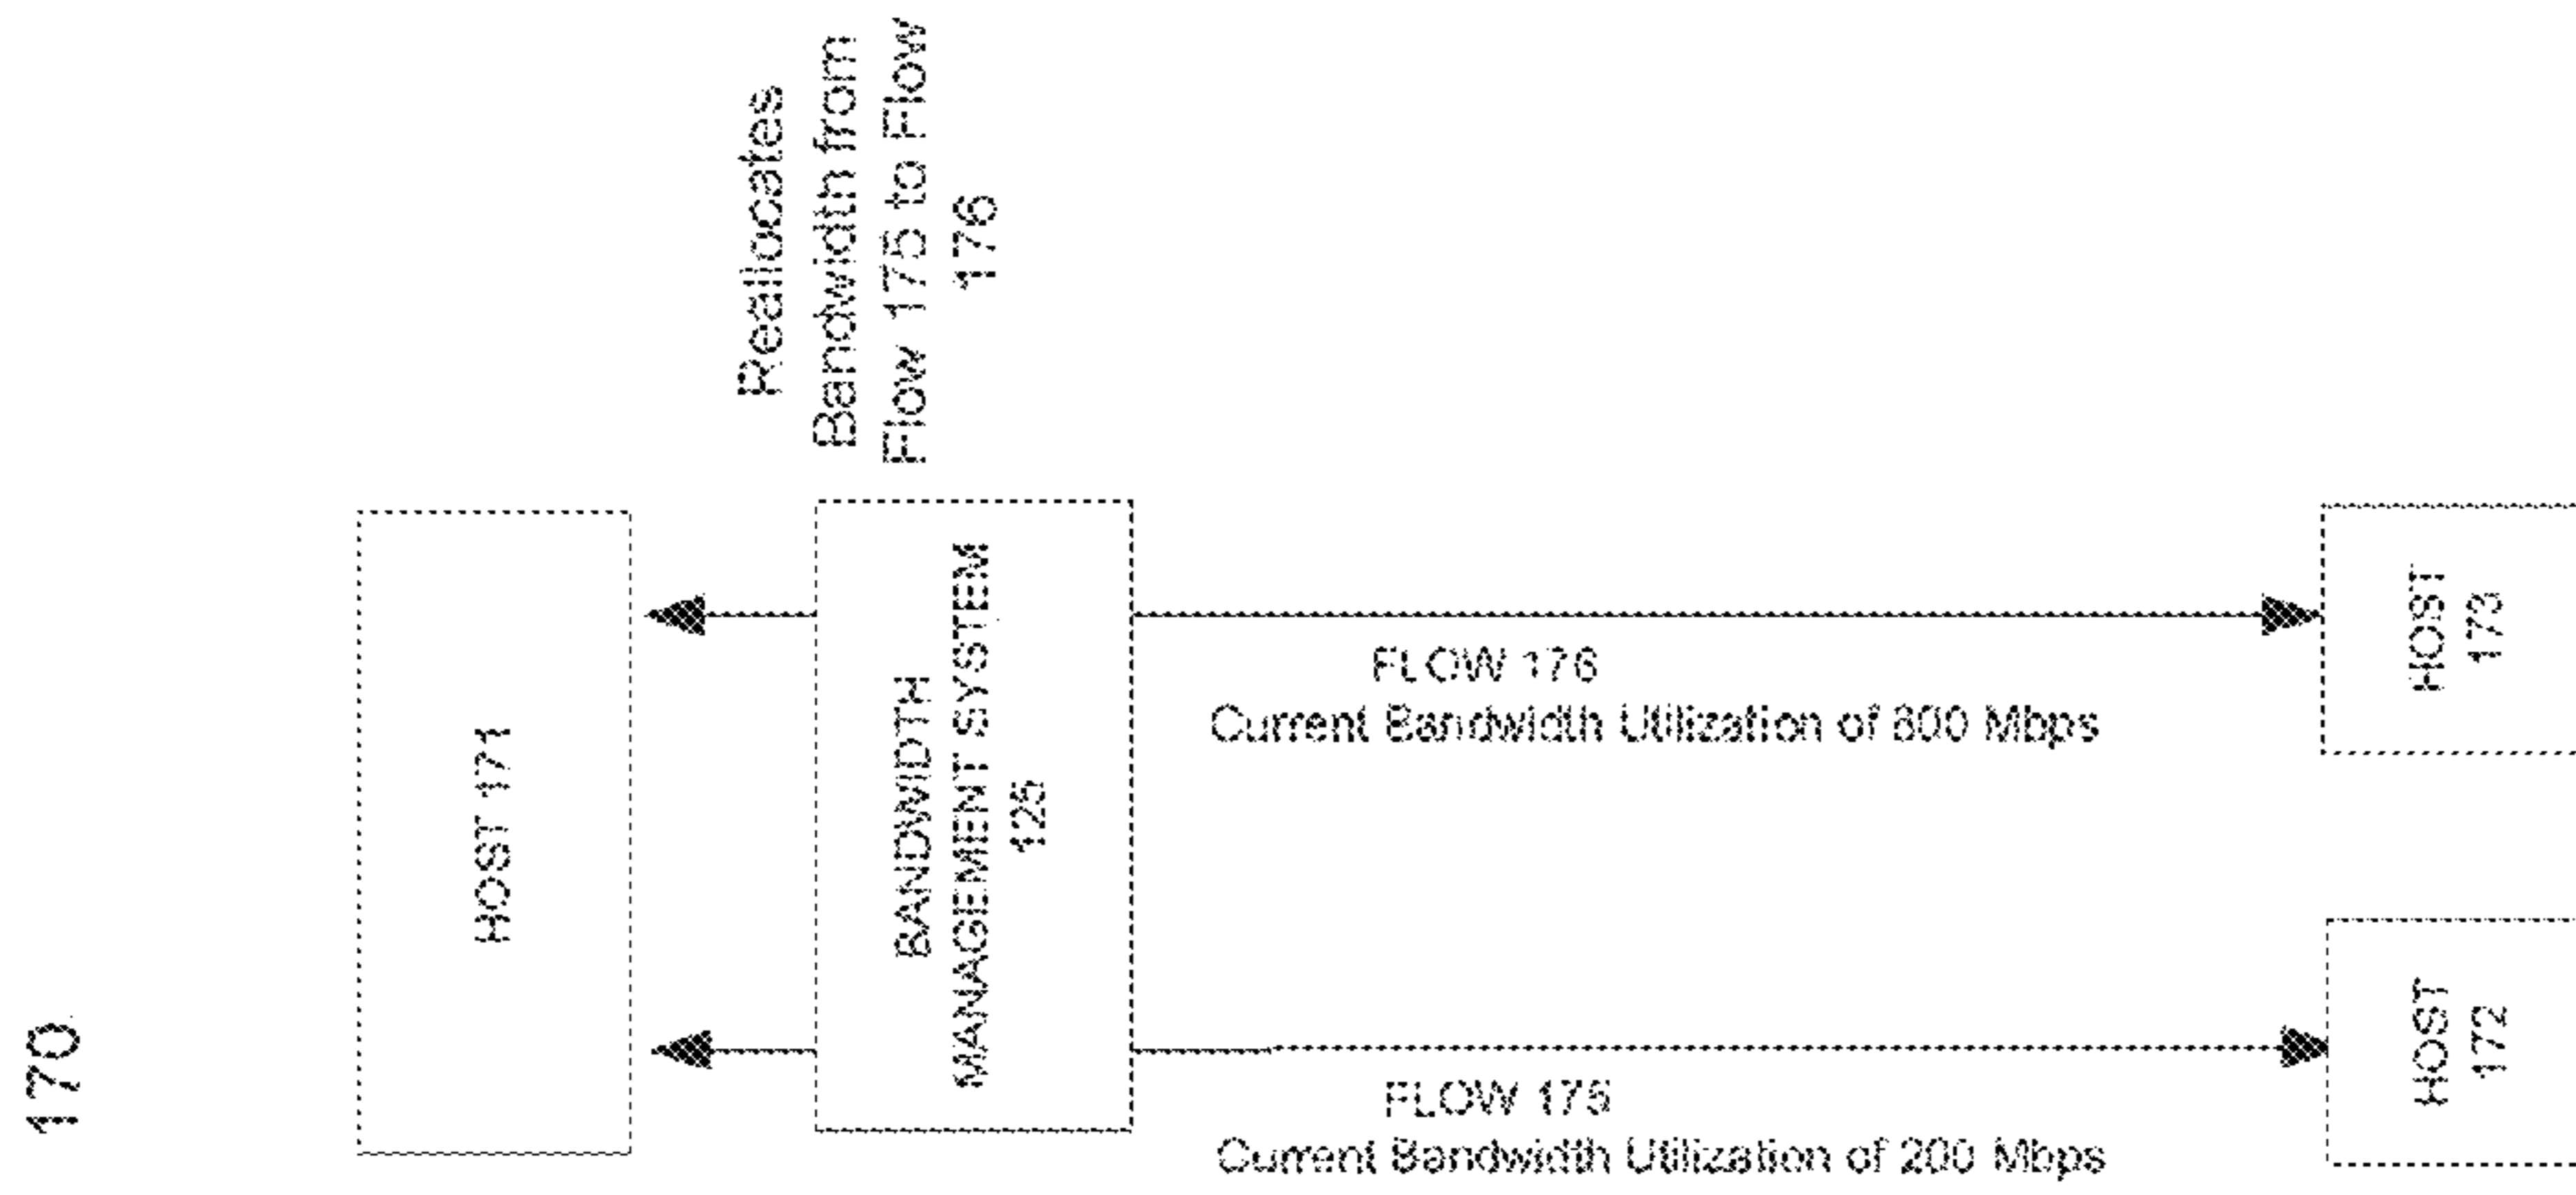 170
HOST 171
BANDWIDTH
MANAGEMENT SYSTEM
125
Reallocates
Bandwidth from
Flow 175 to Flow
176
FLOW 176
Current Bandwidth Utilization of 800 Mbps
FLOW 175
Current Bandwidth Utilization of 200 Mbps
HOST
173
HOST
172